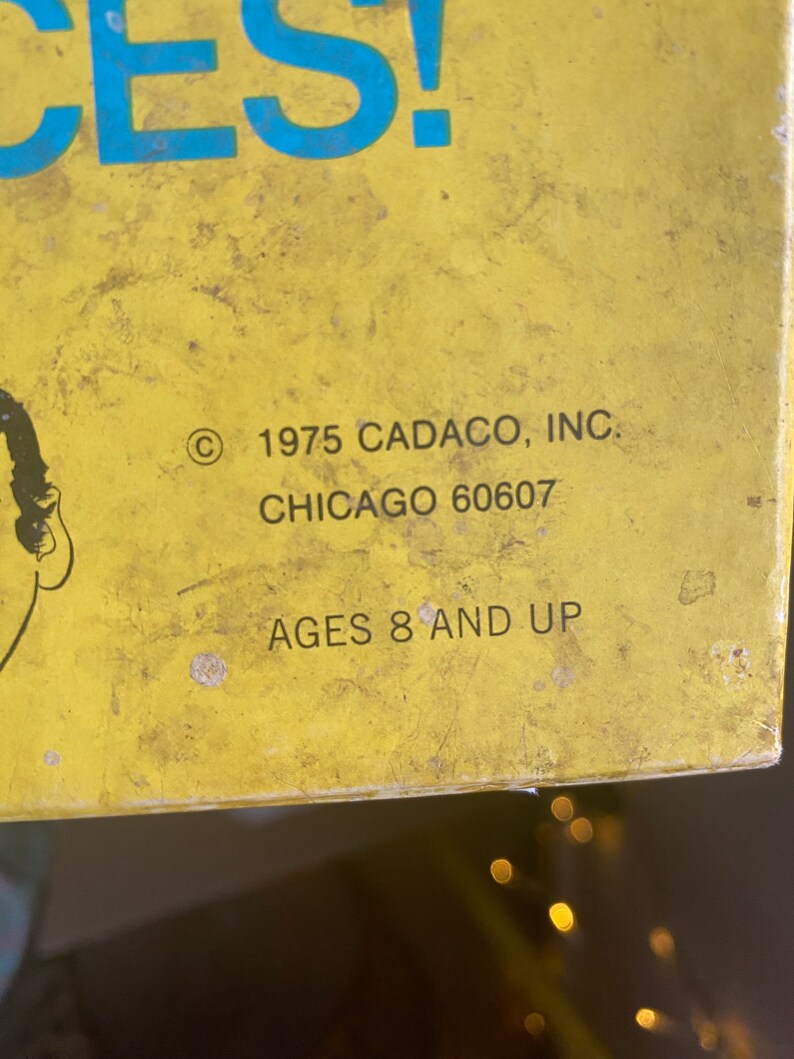 CES!
© 1975 CADACO, INC.
CHICAGO 60607
AGES 8 AND UP